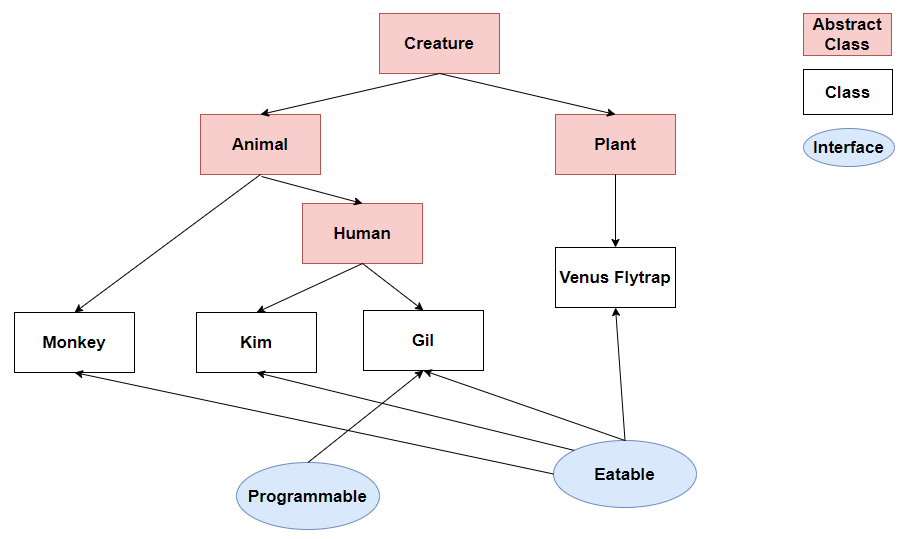 Creature
Abstract
Class
Class
Animal
Plant
Interface
Human
Venus Flytrap
Monkey
Kim
Gil
Eatable
Programmable